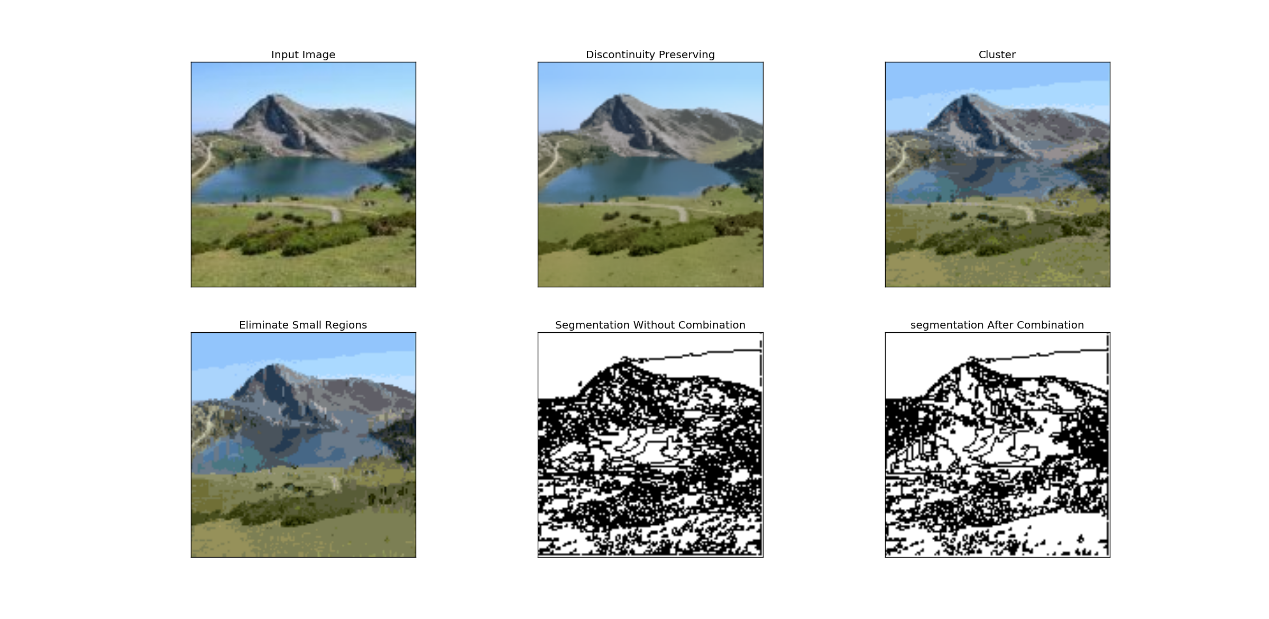 Input Image
Discontinuity Preserving
Cluster
Eliminate Small Regions
Segmentation Without Combination
segmentation After Combination